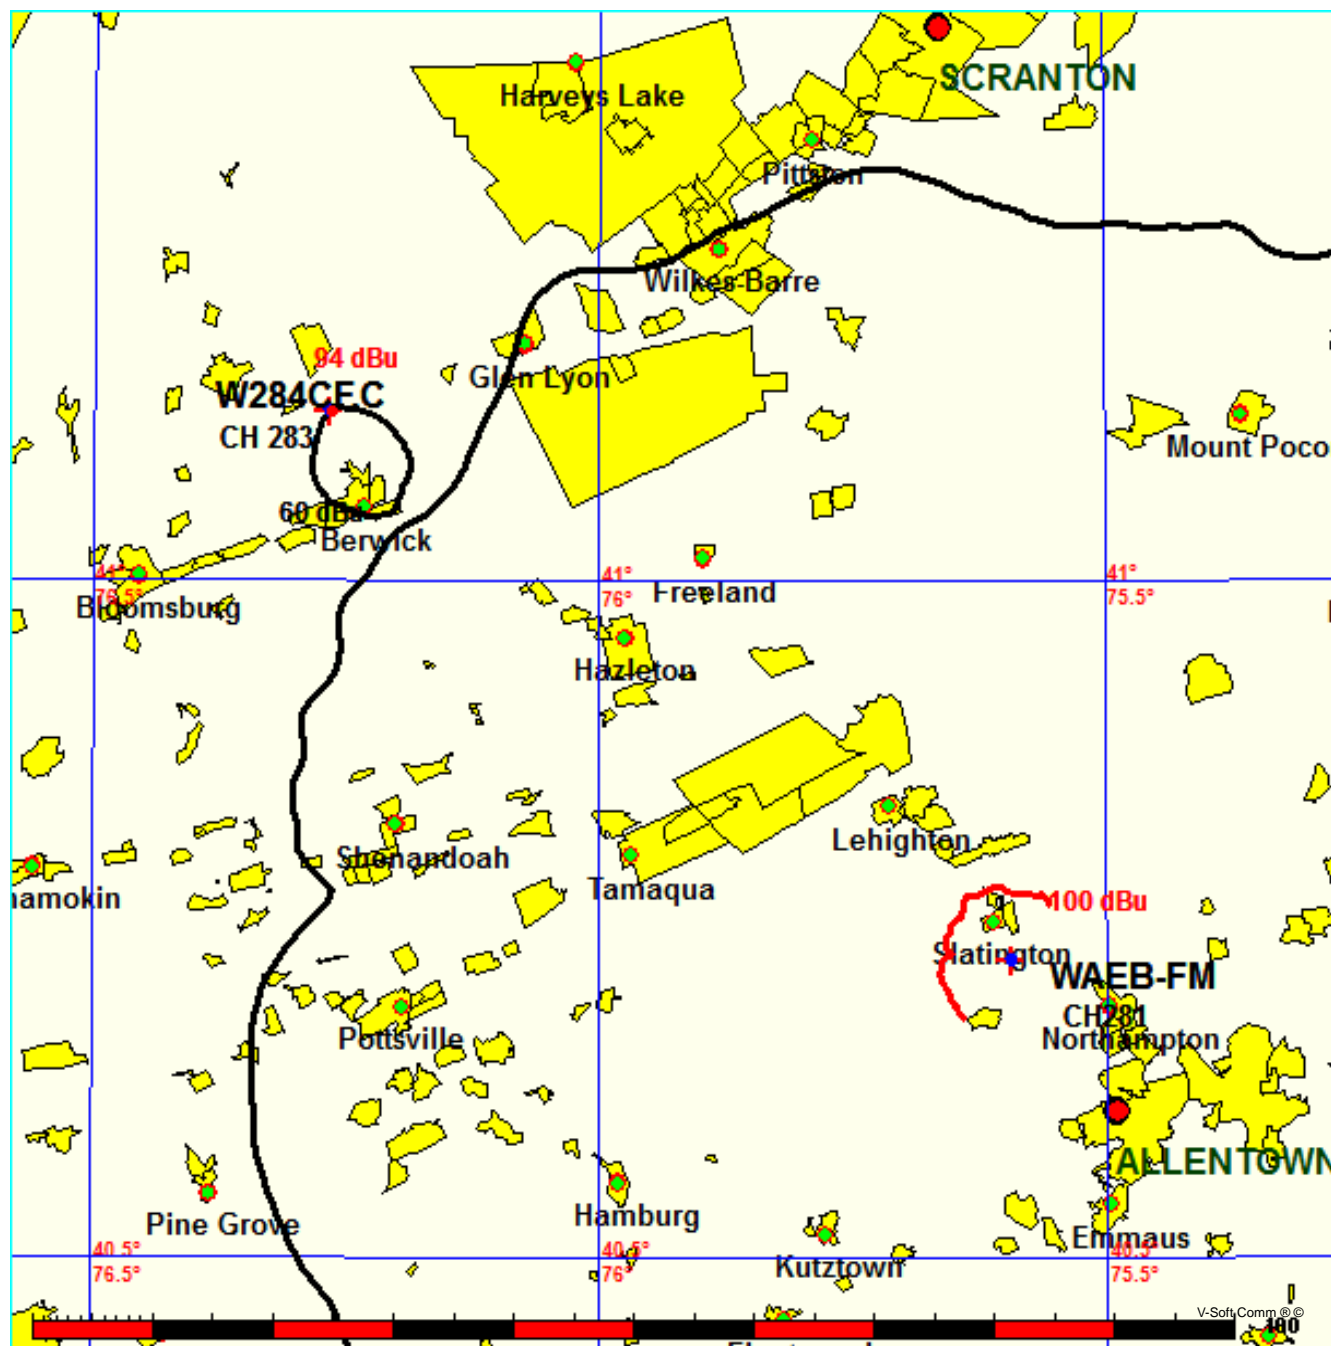 SCRANTON
Harveys Lake
Pittston
Wilkes-Barre
94 dBu
Glen Lyon
W284CEC
CH 283
Mount Poco
60 dBu
Berwick
41°
76.5°
41°
76°
41°
75.5°
Freeland
Bloomsburg
Hazleton
Lehighton
Shenandoah
Tamaqua
hamokin
100 dBu
Slatington
WAEB-FM
CH281
Northampton
Pottsville
ALLENTOWN
Hamburg
Pine Grove
Emmaus
Kutztown
40.5°
76.5°
40.5°
76°
40.5°
75.5°
V-Soft Comm ® ©
100